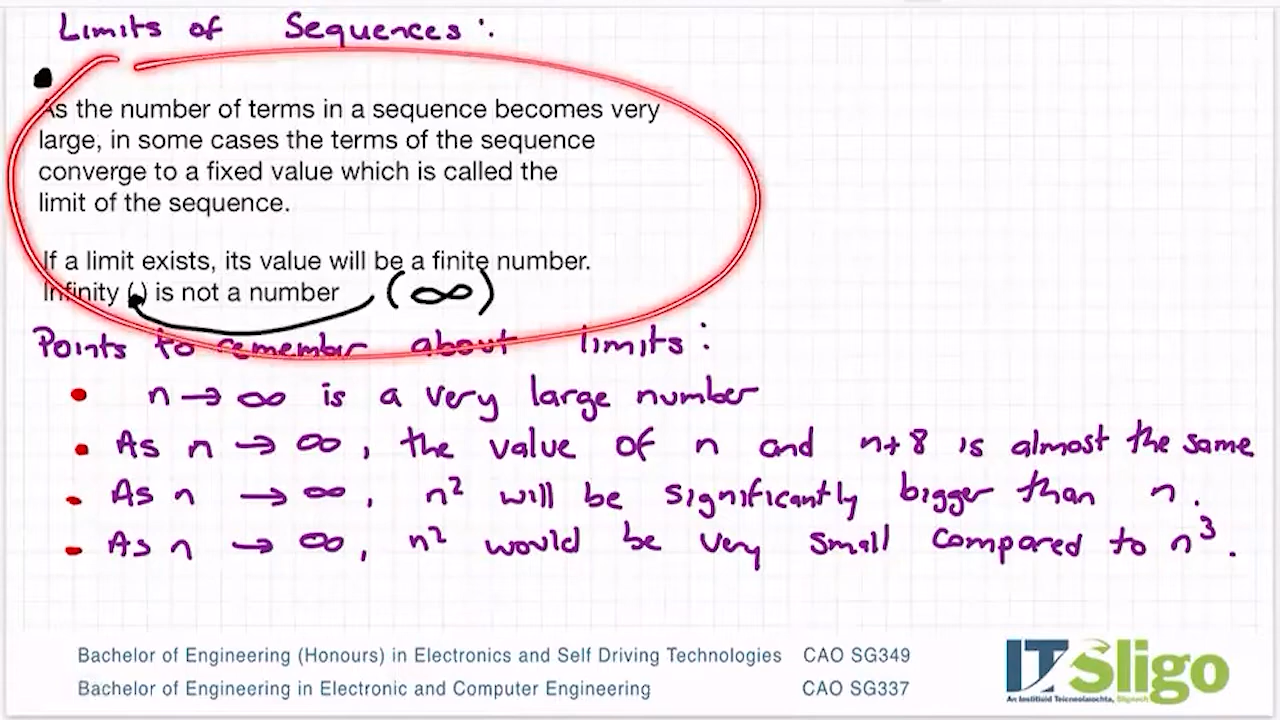 Limits of Sequences:
As the number of terms in a sequence becomes very
large, in some cases the terms of the sequence
converge to a fixed value which is called the
limit of the sequence.
If a limit exists, its value will be a finite number.
Infinity (,) is not a number (∞)
Points to remember about limits:
• n → ∞ is a very large number
• As n → ∞, the value of n and n+8 is almost the same
• As n → ∞, n² will be significantly bigger than n.
• As n → ∞, n² would be very small compared to n³.
Bachelor of Engineering (Honours) in Electronics and Self Driving Technologies CAO SG349
Bachelor of Engineering in Electronic and Computer Engineering CAO SG337
IT Sligo
An Institiúid Teicneolaíochta, Sligeach